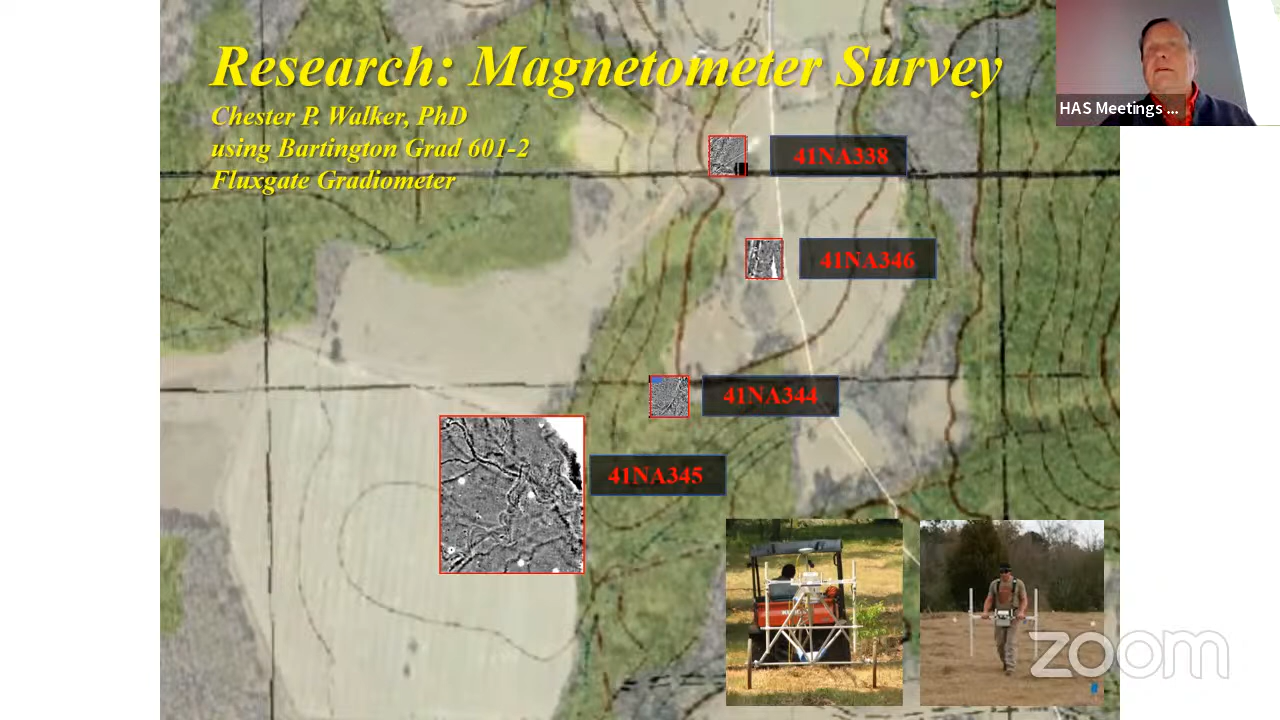 Research: Magnetometer Survey
Chester P. Walker, PhD
using Bartington Grad 601-2
Fluxgate Gradiometer
HAS Meetings ...
41NA338
41NA346
41NA344
41NA345
zoom